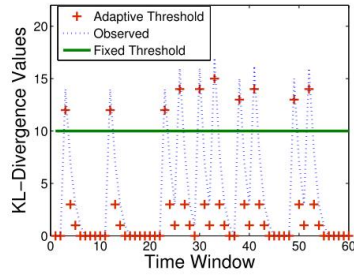 Adaptive Threshold
Observed
Fixed Threshold
KL-Divergence Values
20
15
10
5
0
0 10 20 30 40 50 60
Time Window